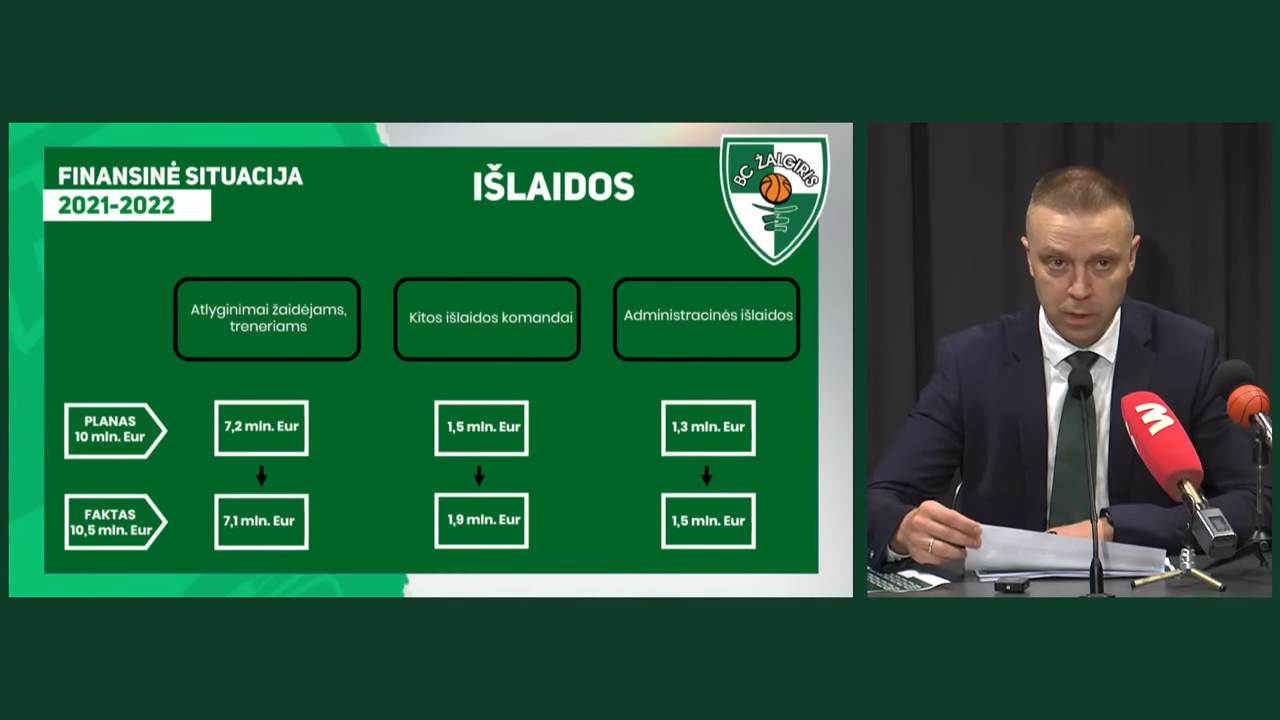 FINANSINĖ SITUACIJA
2021-2022
IŠLAIDOS
BC ŽALGIRIS
Atlyginimai žaidėjams,
treneriams
Kitos išlaidos komandai
Administracinės išlaidos
PLANAS
10 mln. Eur
7,2 mln. Eur
1,5 mln. Eur
1,3 mln. Eur
FAKTAS
10,5 mln. Eur
7,1 mln. Eur
1,9 mln. Eur
1,5 mln. Eur